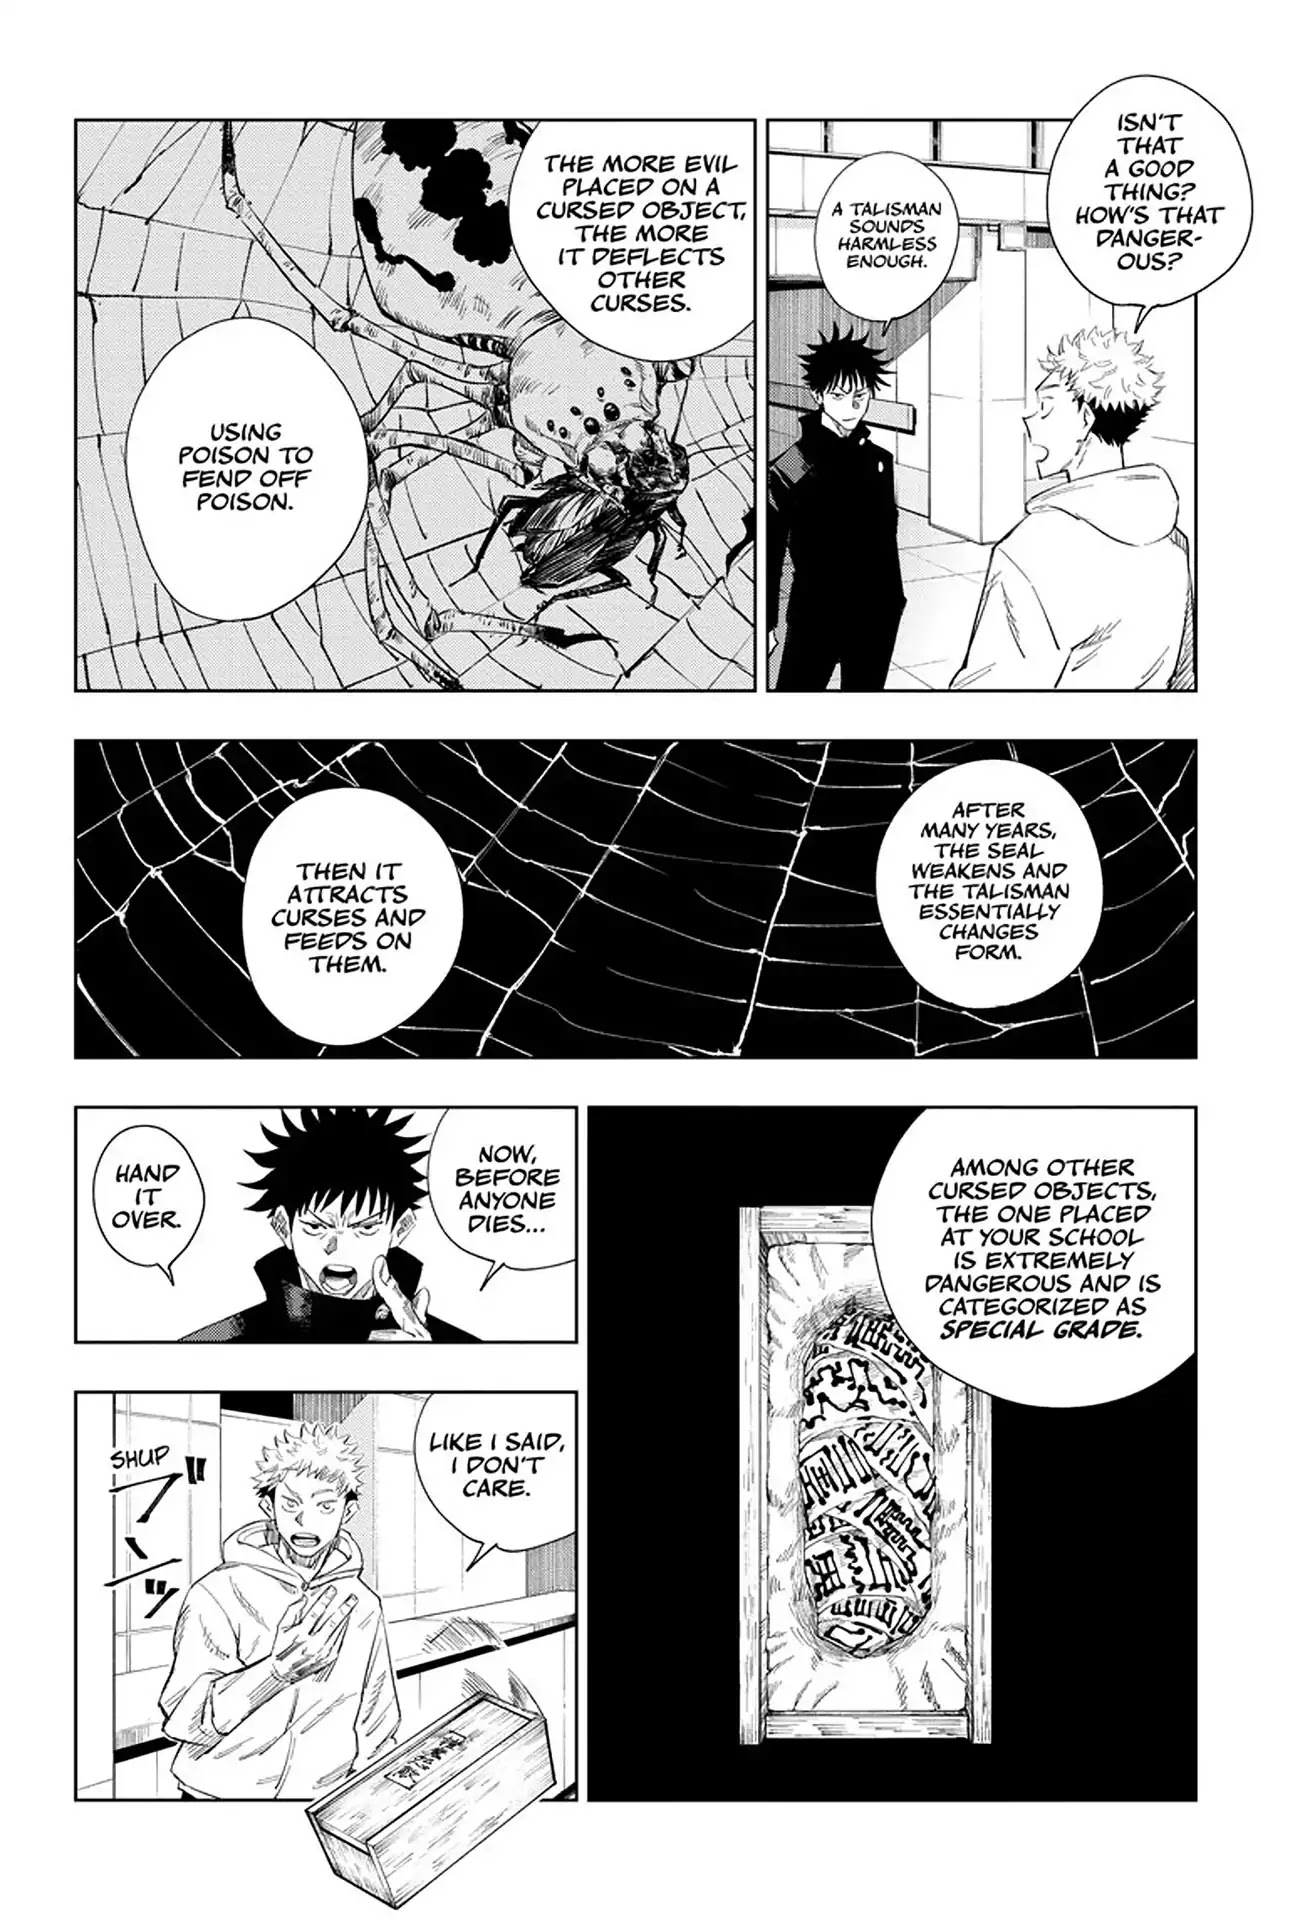 ISN'T
THAT
A GOOD
THING?
HOW'S THAT
DANGER-
OUS?
A TALISMAN
SOUNDS
HARMLESS
ENOUGH.
THE MORE EVIL
PLACED ON A
CURSED OBJECT,
THE MORE
IT DEFLECTS
OTHER
CURSES.
USING
POISON TO
FEND OFF
POISON.
AFTER
MANY YEARS,
THE SEAL
WEAKENS AND
THE TALISMAN
ESSENTIALLY
CHANGES
FORM.
THEN IT
ATTRACTS
CURSES AND
FEEDS ON
THEM.
AMONG OTHER
CURSED OBJECTS,
THE ONE PLACED
AT YOUR SCHOOL
IS EXTREMELY
DANGEROUS AND IS
CATEGORIZED AS
SPECIAL GRADE.
NOW,
BEFORE
ANYONE
DIES...
HAND
IT
OVER.
LIKE I SAID,
I DON'T
CARE.
SHUP